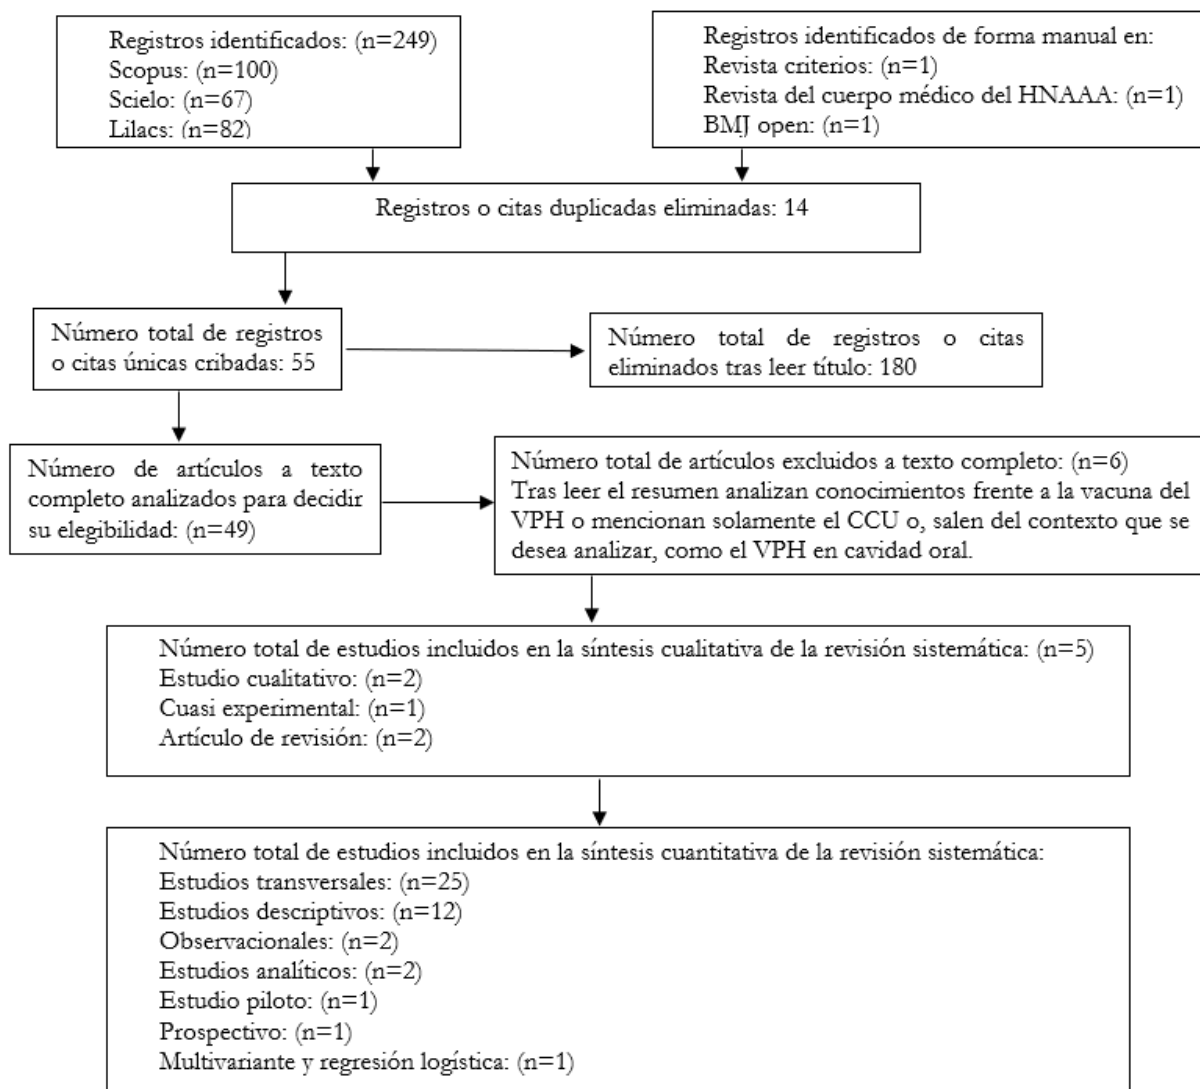 Registros identificados: (n=249)
Scopus: (n=100)
Scielo: (n=67)
Lilacs: (n=82)
Registros identificados de forma manual en:
Revista criterios: (n=1)
Revista del cuerpo médico del HNAAA: (n=1)
BMJ open: (n=1)
Registros o citas duplicadas eliminadas: 14
Número total de registros
o citas únicas cribadas: 55
Número total de registros o citas
eliminados tras leer título: 180
Número de artículos a texto
completo analizados para decidir
su elegibilidad: (n=49)
Número total de artículos excluidos a texto completo: (n=6)
Tras leer el resumen analizan conocimientos frente a la vacuna del
VPH o mencionan solamente el CCU o, salen del contexto que se
desea analizar, como el VPH en cavidad oral.
Número total de estudios incluidos en la síntesis cualitativa de la revisión sistemática: (n=5)
Estudio cualitativo: (n=2)
Cuasi experimental: (n=1)
Artículo de revisión: (n=2)
Número total de estudios incluidos en la síntesis cuantitativa de la revisión sistemática:
Estudios transversales: (n=25)
Estudios descriptivos: (n=12)
Observacionales: (n=2)
Estudios analíticos: (n=2)
Estudio piloto: (n=1)
Prospectivo: (n=1)
Multivariante y regresión logística: (n=1)